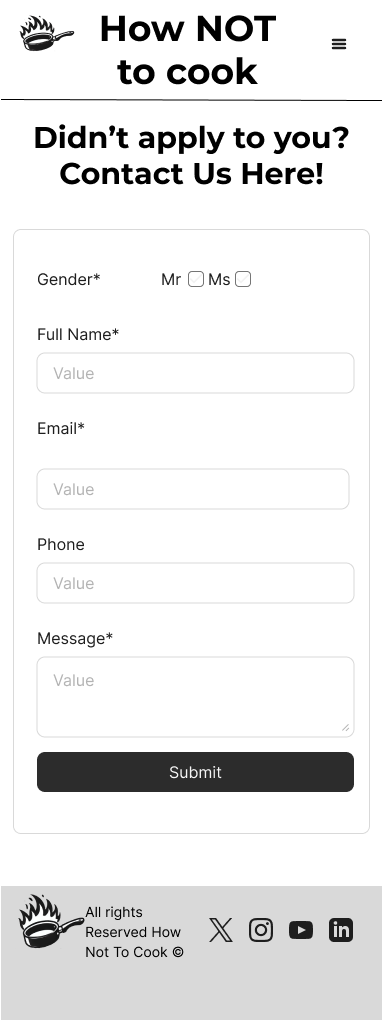 How NOT
to cook
Didn’t apply to you?
Contact Us Here!
Gender* Mr Ms
Full Name*
Value
Email*
Value
Phone
Value
Message*
Value
Submit
All rights
Reserved How
Not To Cook ©